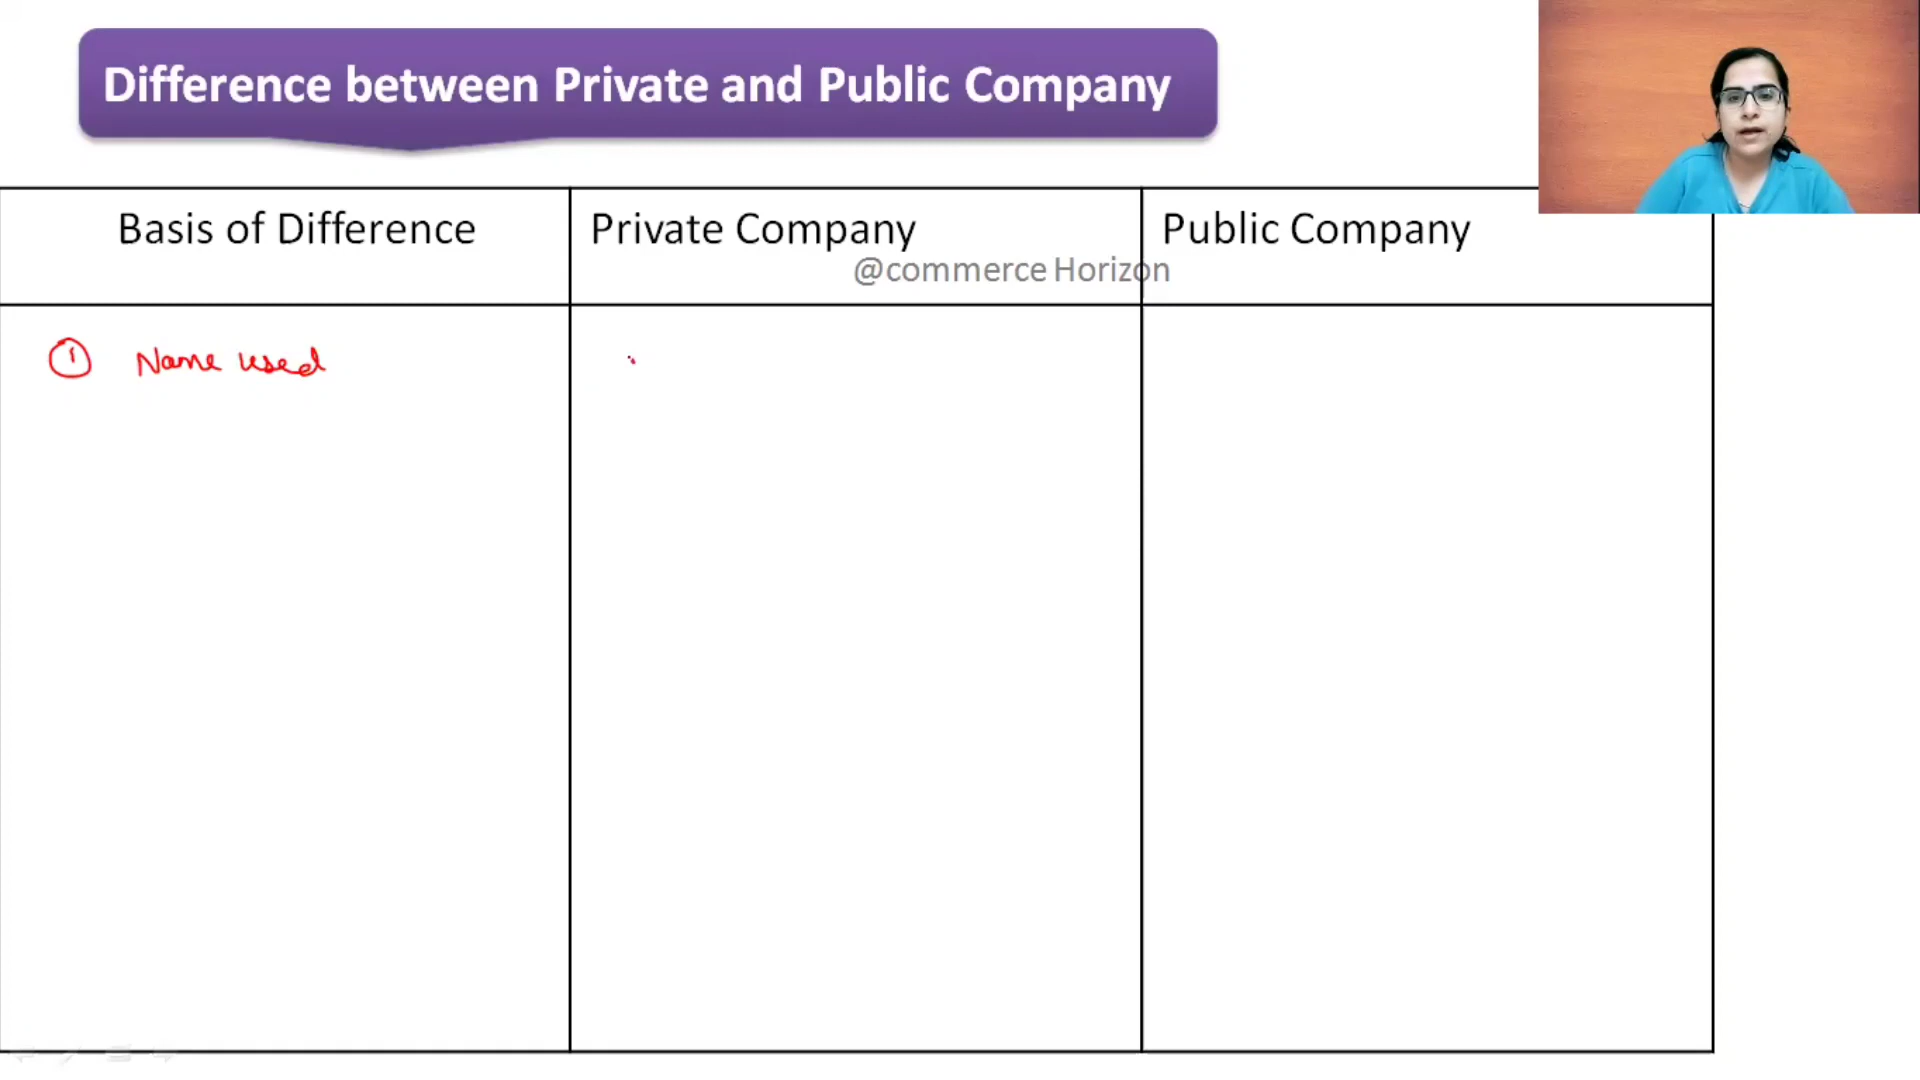 Difference between Private and Public Company
Basis of Difference
Private Company
Public Company
@commerce Horizon
1 Name used